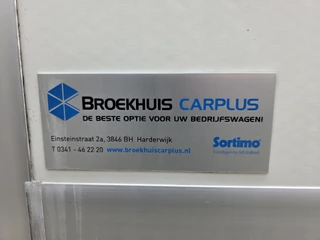 BROEKHUIS CARPLUS
DE BESTE OPTIE VOOR UW BEDRIJFSWAGEN!
Einsteinstraat 2a, 3846 BH Harderwijk
T 0341 - 46 22 20 www.broekhuiscarplus.nl
Sortimo